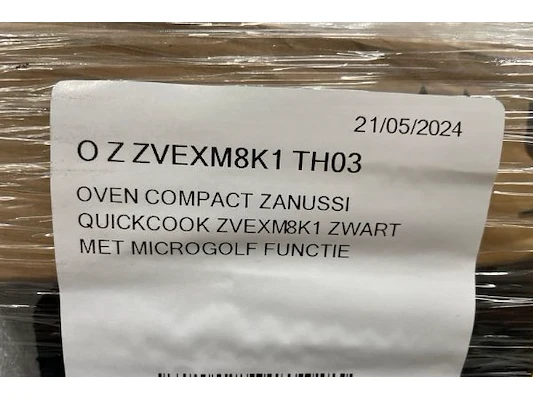 21/05/2024
O Z ZVEXM8K1 TH03
OVEN COMPACT ZANUSSI
QUICKCOOK ZVEXM8K1 ZWART
MET MICROGOLF FUNCTIE